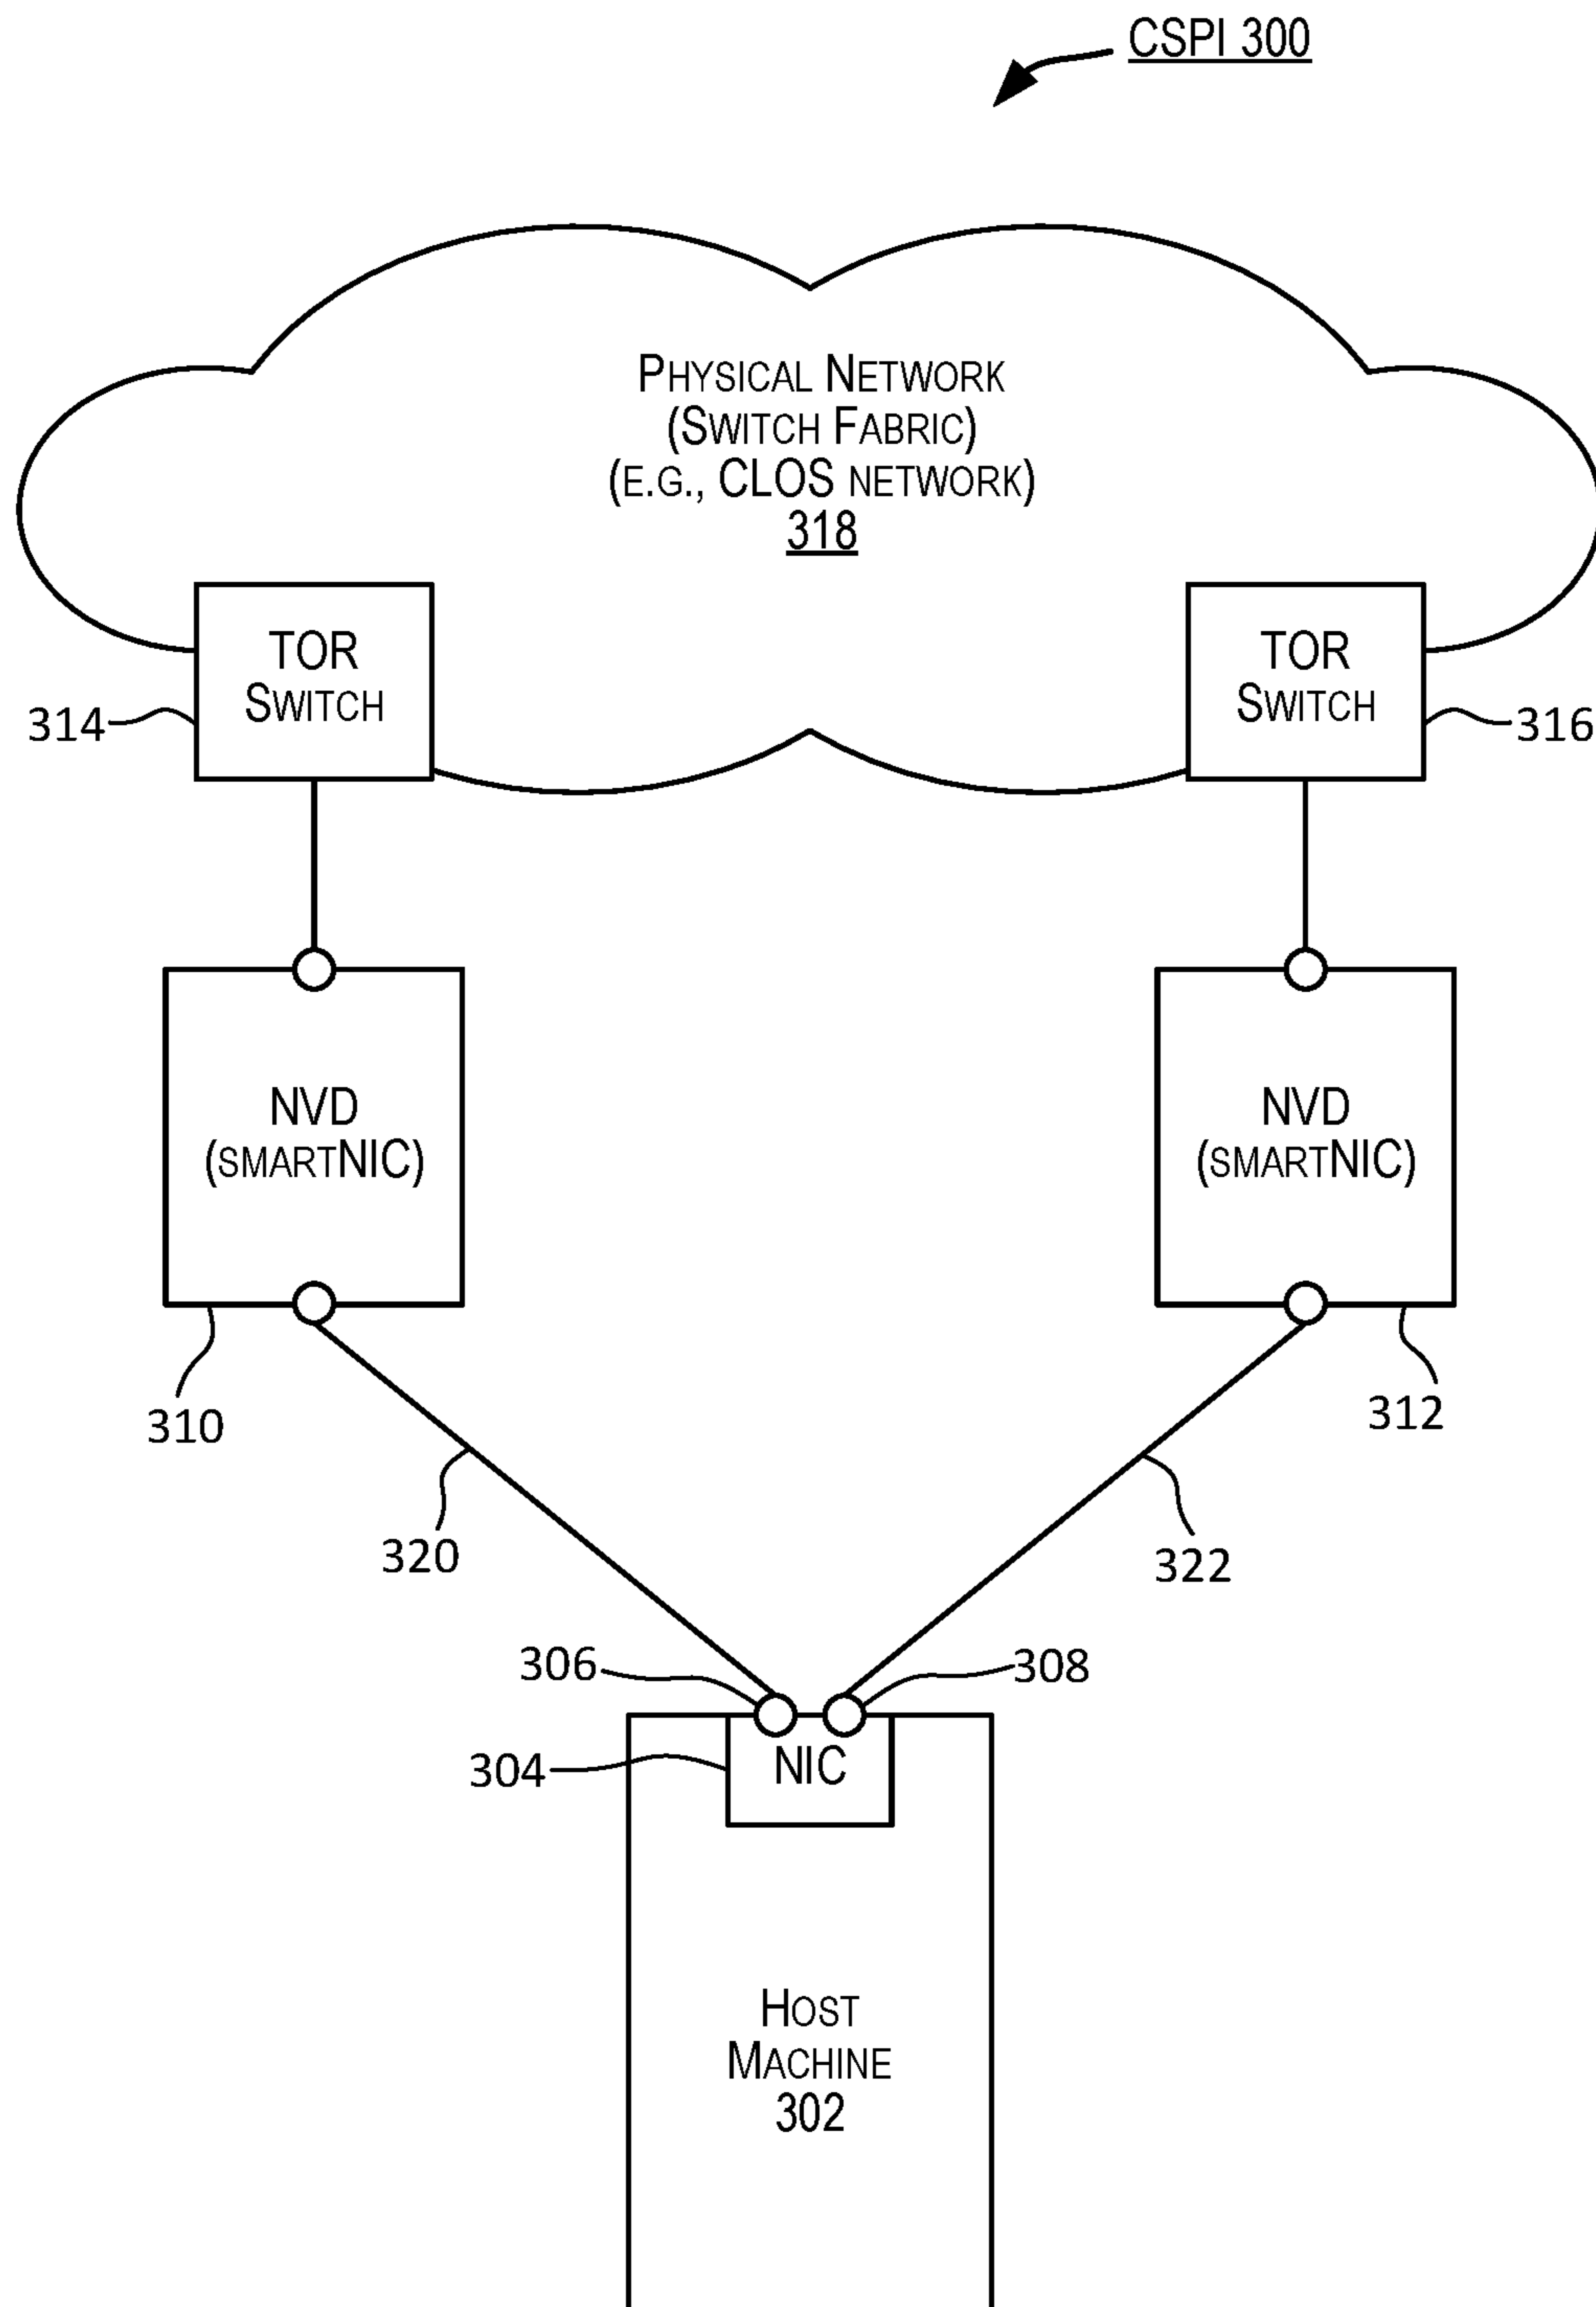 CSPI 300
Physical Network
(Switch Fabric)
(e.g., CLOS network)
318
TOR
Switch
314
TOR
Switch
316
NVD
(smartNIC)
310
NVD
(smartNIC)
312
320
322
306
308
304
NIC
Host
Machine
302